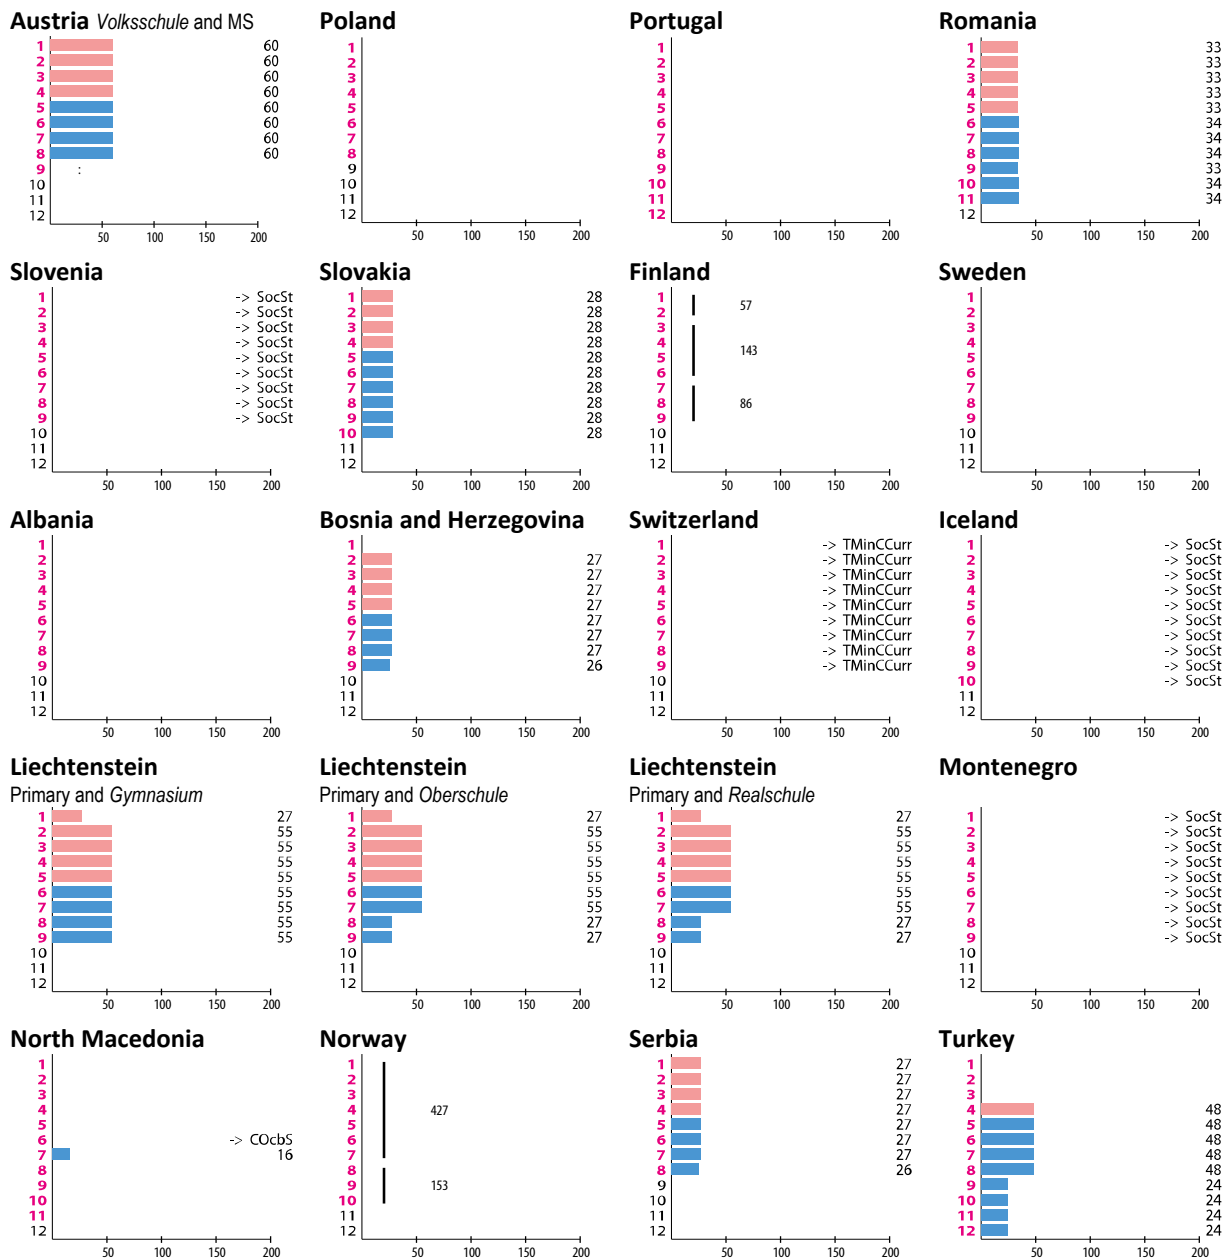 Austria Volksschule and MS
1 60
2 60
3 60
4 60
5 60
6 60
7 60
8 60
9 :
10
11
12
50 100 150 200
Poland
1
2
3
4
5
6
7
8
9
10
11
12
50 100 150 200
Portugal
1
2
3
4
5
6
7
8
9
10
11
12
50 100 150 200
Romania
1 33
2 33
3 33
4 33
5 33
6 34
7 34
8 34
9 33
10 34
11 34
12
50 100 150 200
Slovenia
1 -> SocSt
2 -> SocSt
3 -> SocSt
4 -> SocSt
5 -> SocSt
6 -> SocSt
7 -> SocSt
8 -> SocSt
9 -> SocSt
10
11
12
50 100 150 200
Slovakia
1 28
2 28
3 28
4 28
5 28
6 28
7 28
8 28
9 28
10 28
11
12
50 100 150 200
Finland
1 57
2
3
4 143
5
6
7
8 86
9
10
11
12
50 100 150 200
Sweden
1
2
3
4
5
6
7
8
9
10
11
12
50 100 150 200
Albania
1
2
3
4
5
6
7
8
9
10
11
12
50 100 150 200
Bosnia and Herzegovina
1
2 27
3 27
4 27
5 27
6 27
7 27
8 27
9 26
10
11
12
50 100 150 200
Switzerland
1 -> TMinCCurr
2 -> TMinCCurr
3 -> TMinCCurr
4 -> TMinCCurr
5 -> TMinCCurr
6 -> TMinCCurr
7 -> TMinCCurr
8 -> TMinCCurr
9 -> TMinCCurr
10
11
12
50 100 150 200
Iceland
1 -> SocSt
2 -> SocSt
3 -> SocSt
4 -> SocSt
5 -> SocSt
6 -> SocSt
7 -> SocSt
8 -> SocSt
9 -> SocSt
10 -> SocSt
11
12
50 100 150 200
Liechtenstein
Primary and Gymnasium
1 27
2 55
3 55
4 55
5 55
6 55
7 55
8 55
9 55
10
11
12
50 100 150 200
Liechtenstein
Primary and Oberschule
1 27
2 55
3 55
4 55
5 55
6 55
7 55
8 27
9 27
10
11
12
50 100 150 200
Liechtenstein
Primary and Realschule
1 27
2 55
3 55
4 55
5 55
6 55
7 55
8 27
9 27
10
11
12
50 100 150 200
Montenegro
1 -> SocSt
2 -> SocSt
3 -> SocSt
4 -> SocSt
5 -> SocSt
6 -> SocSt
7 -> SocSt
8 -> SocSt
9 -> SocSt
10
11
12
50 100 150 200
North Macedonia
1
2
3
4
5
6 -> COcbS
7 16
8
9
10
11
12
50 100 150 200
Norway
1
2
3
4 427
5
6
7
8
9 153
10
11
12
50 100 150 200
Serbia
1 27
2 27
3 27
4 27
5 27
6 27
7 27
8 26
9
10
11
12
50 100 150 200
Turkey
1
2
3
4 48
5 48
6 48
7 48
8 48
9 24
10 24
11 24
12 24
50 100 150 200